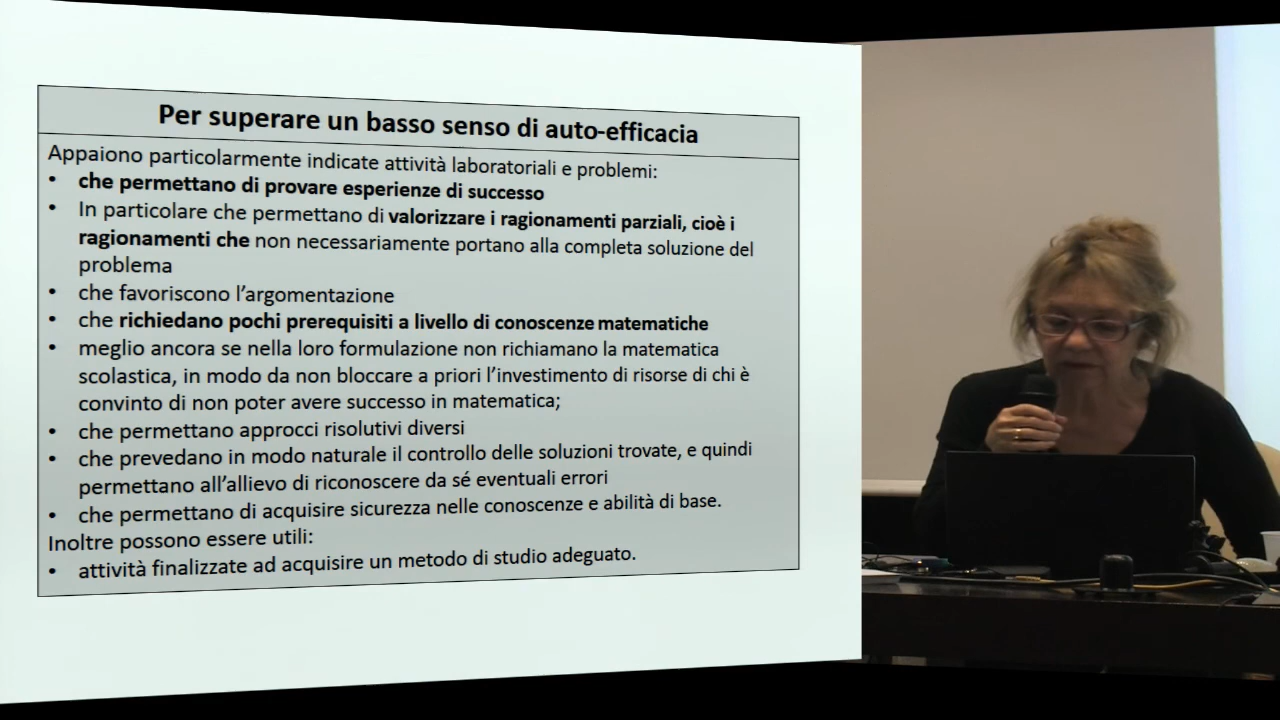 Per superare un basso senso di auto-efficacia
Appaiono particolarmente indicate attività laboratoriali e problemi:
• che permettano di provare esperienze di successo
• In particolare che permettano di valorizzare i ragionamenti parziali, cioè i
ragionamenti che non necessariamente portano alla completa soluzione del
problema
• che favoriscono l'argomentazione
• che richiedano pochi prerequisiti a livello di conoscenze matematiche
• meglio ancora se nella loro formulazione non richiamano la matematica
scolastica, in modo da non bloccare a priori l'investimento di risorse di chi è
convinto di non poter avere successo in matematica;
• che permettano approcci risolutivi diversi
• che prevedano in modo naturale il controllo delle soluzioni trovate, e quindi
permettano all'allievo di riconoscere da sé eventuali errori
• che permettano di acquisire sicurezza nelle conoscenze e abilità di base.
Inoltre possono essere utili:
• attività finalizzate ad acquisire un metodo di studio adeguato.